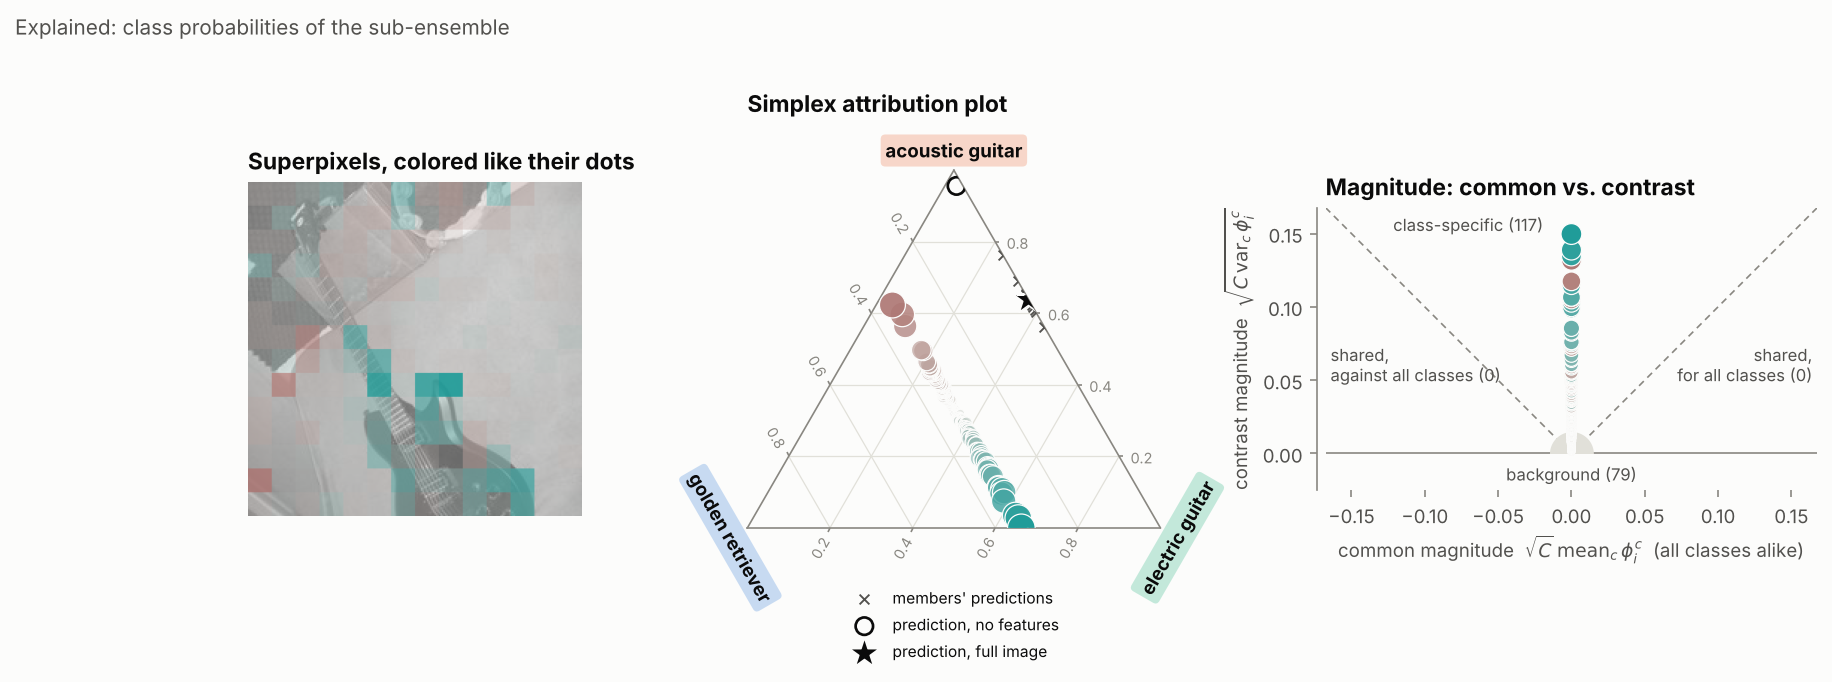 Explained: class probabilities of the sub-ensemble
Superpixels, colored like their dots
Simplex attribution plot
acoustic guitar
golden retriever
electric guitar
0.2
0.4
0.6
0.8
0.8
0.6
0.4
0.2
0.2
0.4
0.6
0.8
× members' predictions
prediction, no features
prediction, full image
Magnitude: common vs. contrast
class-specific (117)
shared,
against all classes (0)
shared,
for all classes (0)
background (79)
contrast magnitude √C var_c ϕ_i^c
0.15
0.10
0.05
0.00
−0.15 −0.10 −0.05 0.00 0.05 0.10 0.15
common magnitude √C mean_c ϕ_i^c (all classes alike)